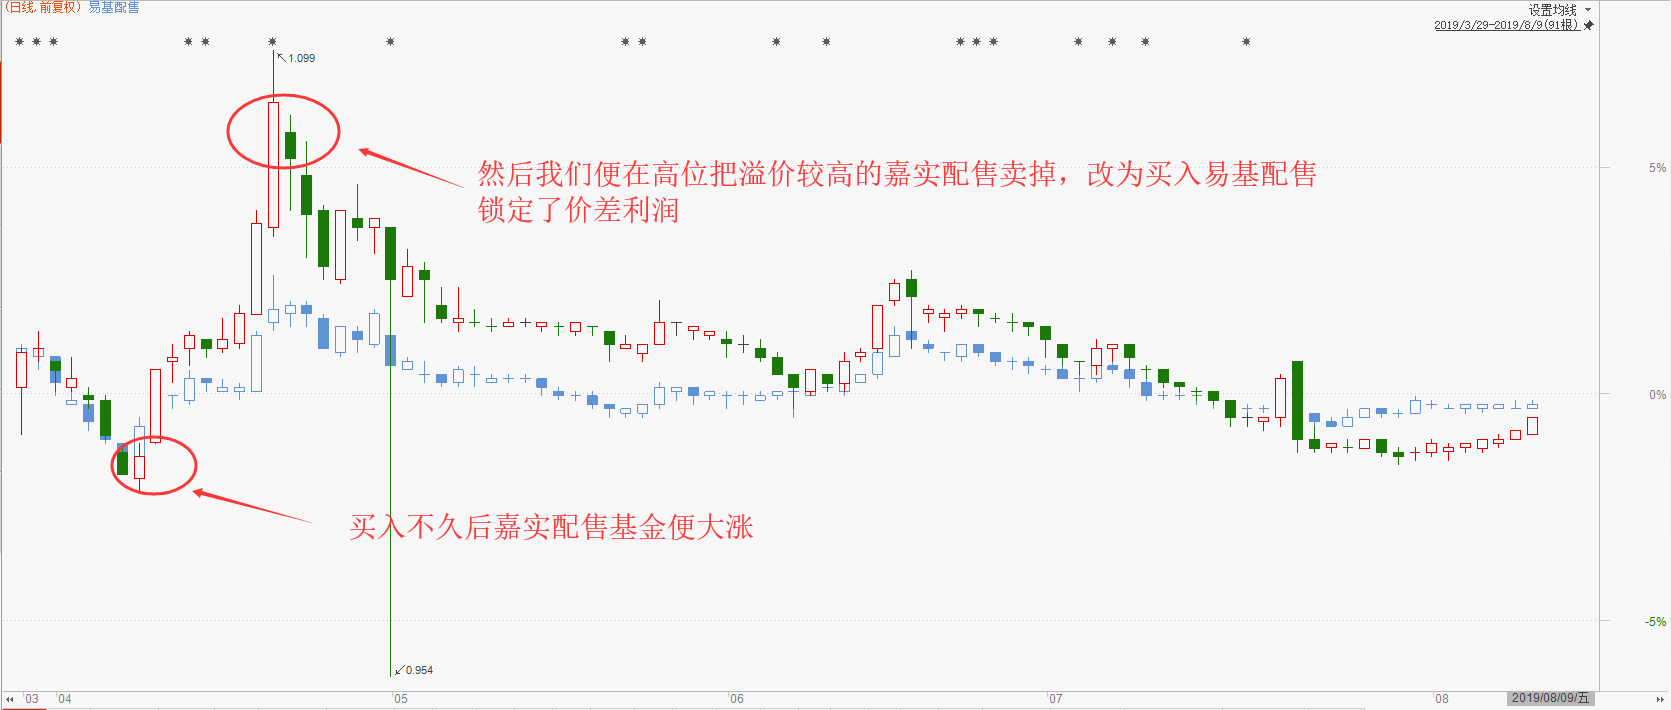 (日线.前复权) 易基配售
设置均线
2019/3/29-2019/8/9(91根)
1.099
然后我们便在高位把溢价较高的嘉实配售卖掉，改为买入易基配售
锁定了价差利润
5%
0%
买入不久后嘉实配售基金便大涨
-5%
0.954
03 04 05 06 07 08 2019/08/09/五